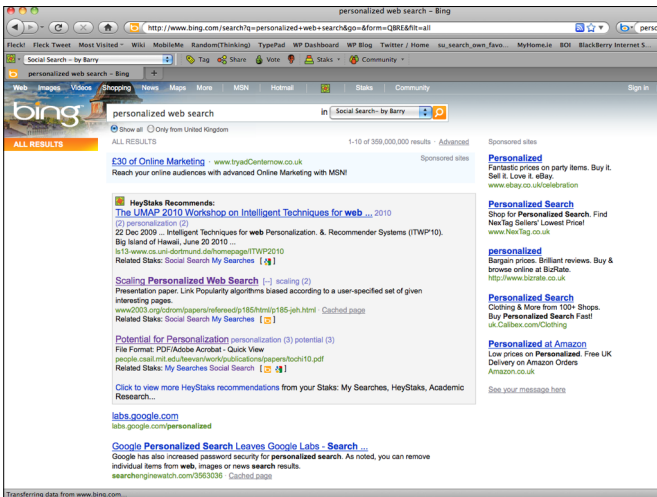 personalized web search – Bing
http://www.bing.com/search?q=personalized+web+search&go=&form=QBRE&filt=all
perso
Fleck! Fleck Tweet Most Visited Wiki MobileMe Random(Thinking) TypePad WP Dashboard WP Blog Twitter / Home su_search_own_favo... MyHome.ie BOI BlackBerry Internet S...
Social Search – by Barry Tag Share Vote Staks Community
personalized web search – Bing +
Web Images Videos Shopping News Maps More MSN Hotmail Staks Community Sign in
bing
personalized web search in Social Search– by Barry
Show all Only from United Kingdom
ALL RESULTS
ALL RESULTS 1-10 of 359,000,000 results · Advanced
£30 of Online Marketing · www.tryadCenternow.co.uk Sponsored sites
Reach your online audiences with advanced Online Marketing with MSN!
HeyStaks Recommends:
The UMAP 2010 Workshop on Intelligent Techniques for web ... 2010
(2) personalization (2)
22 Dec 2009 ... Intelligent Techniques for web Personalization. &. Recommender Systems (ITWP'10).
Big Island of Hawaii, June 20 2010 ...
ls13-www.cs.uni-dortmund.de/homepage/ITWP2010
Related Staks: Social Search My Searches [ ]
Scaling Personalized Web Search [--] scaling (2)
Presentation paper. Link Popularity algorithms biased according to a user-specified set of given
interesting pages.
www2003.org/cdrom/papers/refereed/p185/html/p185-jeh.html · Cached page
Related Staks: My Searches [ ]
Potential for Personalization personalization (3) potential (3)
File Format: PDF/Adobe Acrobat - Quick View
people.csail.mit.edu/teevan/work/publications/papers/tochi10.pdf
Related Staks: My Searches Social Search [ ]
Click to view more HeyStaks recommendations from your Staks: My Searches, HeyStaks, Academic
Research...
labs.google.com
labs.google.com/personalized
Google Personalized Search Leaves Google Labs - Search ...
Google has also increased password security for personalized search. As noted, you can remove
individual items from web, images or news search results.
searchenginewatch.com/3563036 · Cached page
Sponsored sites
Personalized
Fantastic prices on party items. Buy it.
Sell it. Love it. eBay.
www.ebay.co.uk/celebration
Personalized Search
Shop for Personalized Search. Find
NexTag Sellers' Lowest Price!
www.NexTag.co.uk
personalized
Bargain prices. Brilliant reviews. Buy &
browse online at BizRate.
http://www.bizrate.co.uk
Personalized Search
Clothing & More from 100+ Shops.
Buy Personalized Search Fast!
uk.Calibex.com/Clothing
Personalized at Amazon
Low prices on Personalized. Free UK
Delivery on Amazon Orders
Amazon.co.uk
See your message here
Transferring data from www.bing.com...